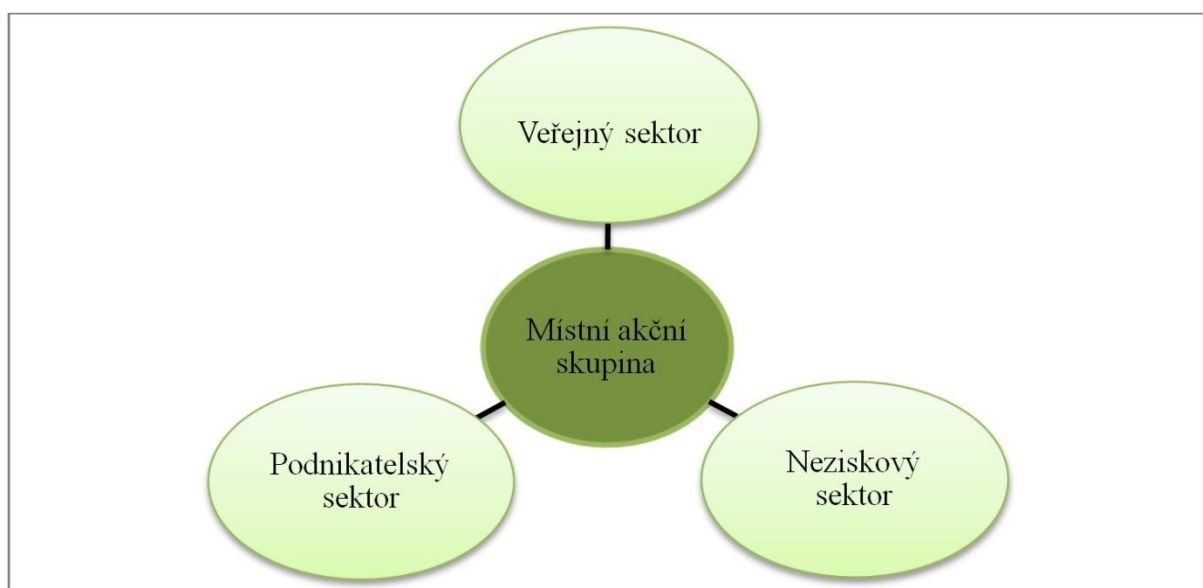 Veřejný sektor
Místní akční
skupina
Podnikatelský
sektor
Neziskový
sektor